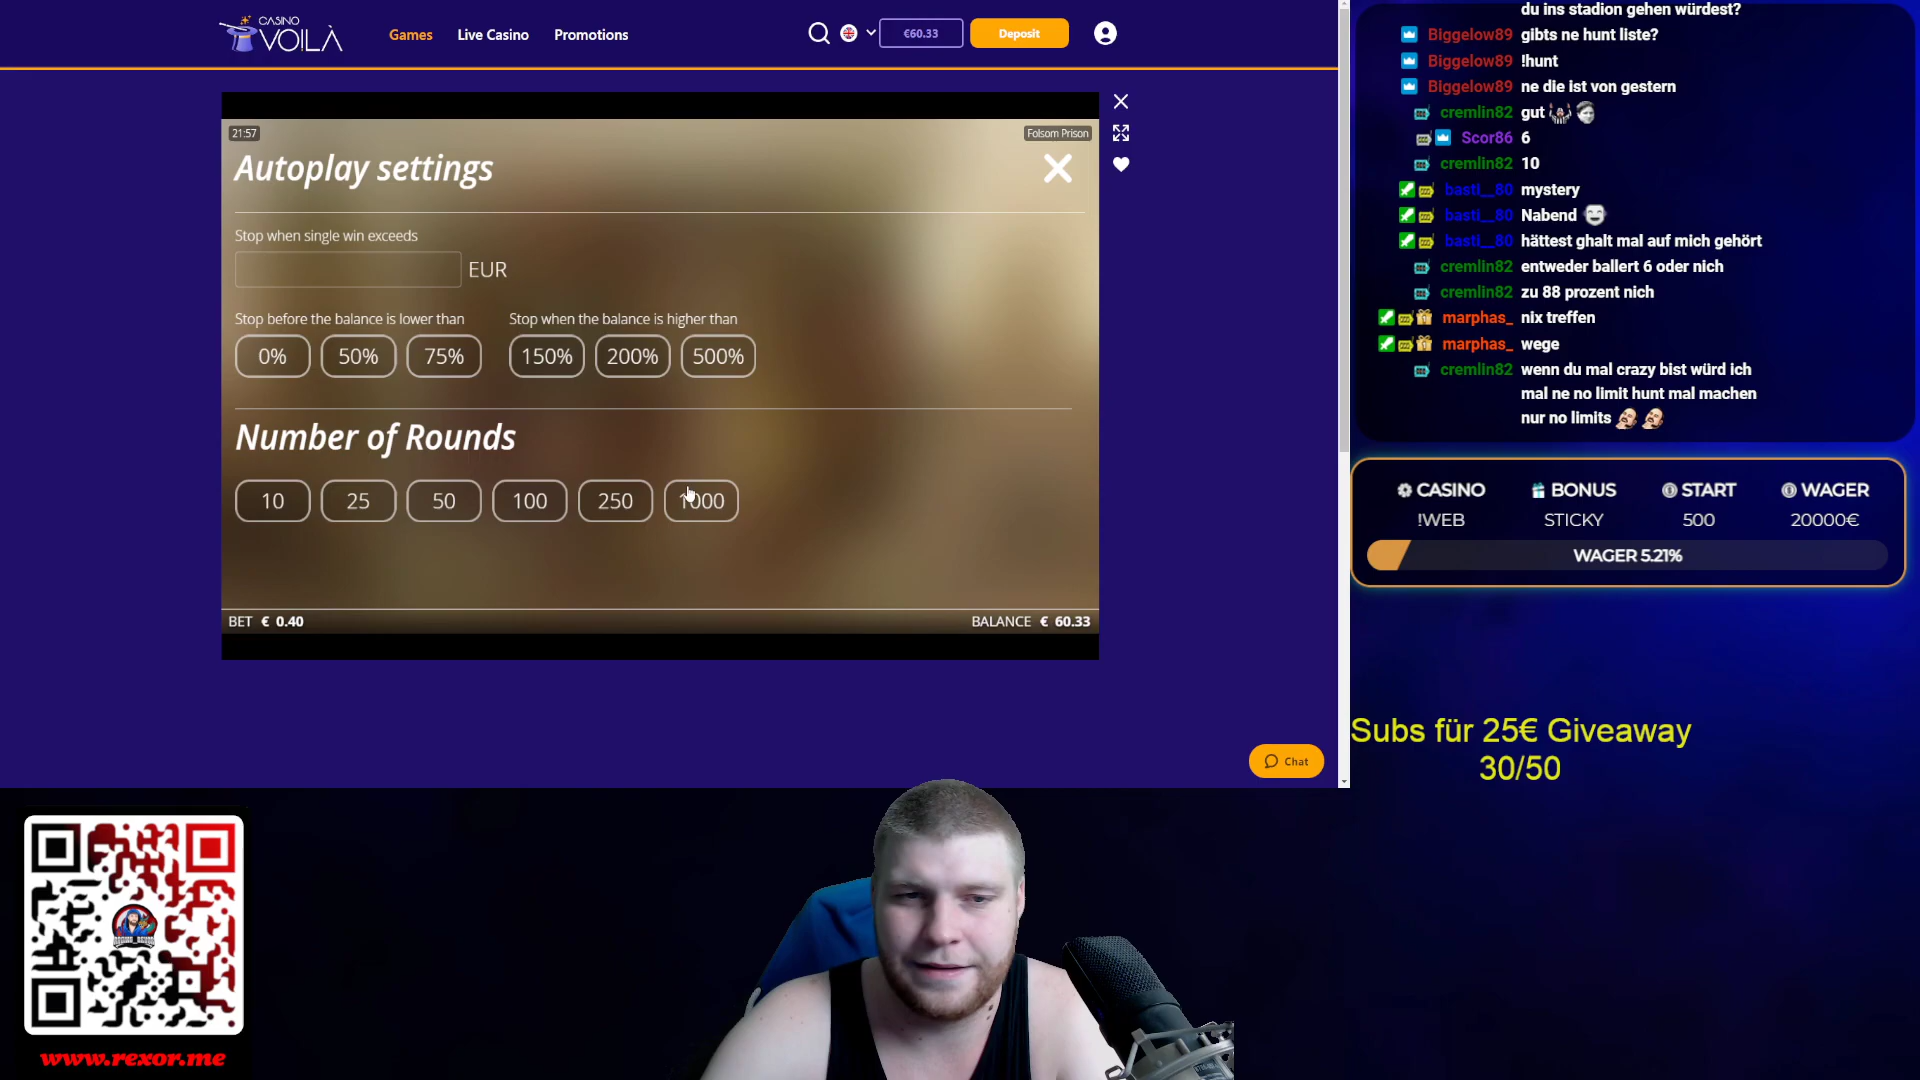 CASINO
VOILÀ
Games
Live Casino
Promotions
€60.33
Deposit
21:57
Folsom Prison
Autoplay settings
Stop when single win exceeds
EUR
Stop before the balance is lower than
Stop when the balance is higher than
0%
50%
75%
150%
200%
500%
Number of Rounds
10
25
50
100
250
1000
BET € 0.40
BALANCE € 60.33
Chat
www.rexor.me
du ins stadion gehen würdest?
Biggelow89 gibts ne hunt liste?
Biggelow89 !hunt
Biggelow89 ne die ist von gestern
cremlin82 gut
Scor86 6
cremlin82 10
basti__80 mystery
basti__80 Nabend
basti__80 hättest ghalt mal auf mich gehört
cremlin82 entweder ballert 6 oder nich
cremlin82 zu 88 prozent nich
marphas_ nix treffen
marphas_ wege
cremlin82 wenn du mal crazy bist würd ich
mal ne no limit hunt mal machen
nur no limits
CASINO
BONUS
START
WAGER
!WEB
STICKY
500
20000€
WAGER 5.21%
Subs für 25€ Giveaway
30/50